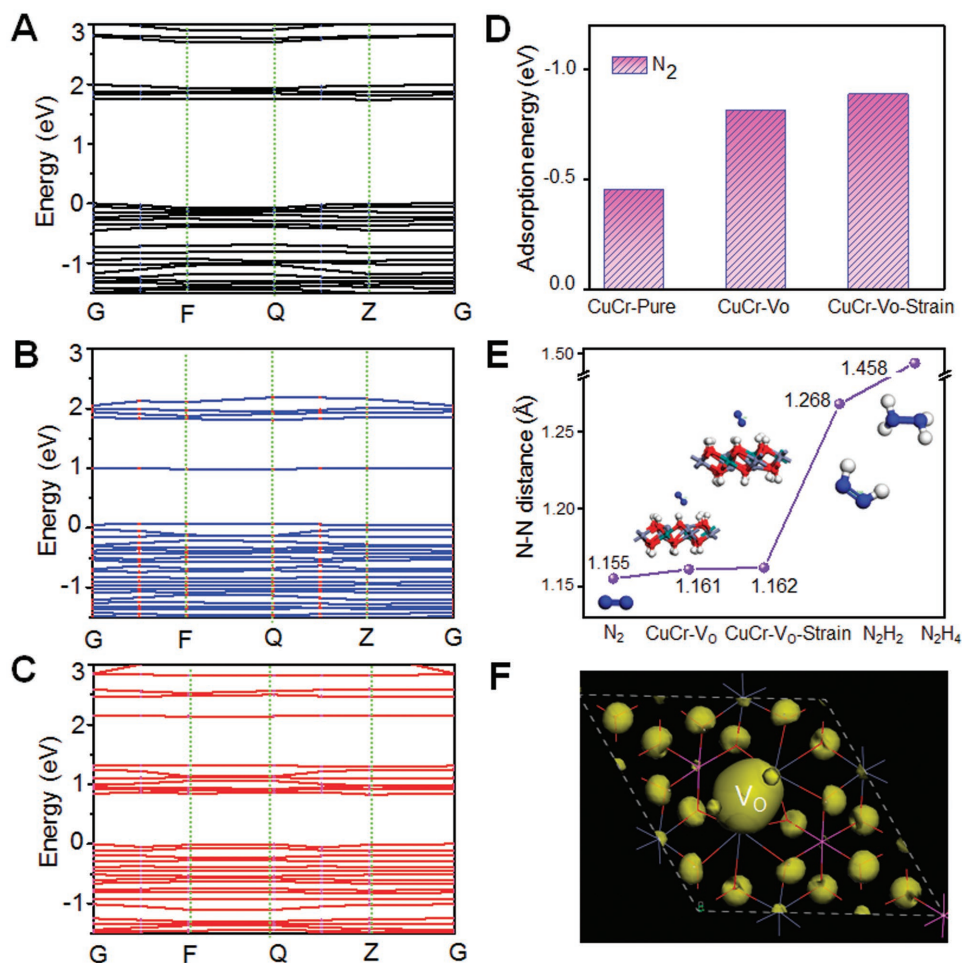 A
3
2
1
0
-1
Energy (eV)
G F Q Z G
B
3
2
1
0
-1
Energy (eV)
G F Q Z G
C
3
2
1
0
-1
Energy (eV)
G F Q Z G
D
N2
-1.0
-0.5
0.0
Adsorption energy (eV)
CuCr-Pure CuCr-Vo CuCr-Vo-Strain
E
1.50
1.25
1.20
1.15
N-N distance (Å)
1.155
1.161
1.162
1.268
1.458
N2 CuCr-VO CuCr-VO-Strain N2H2 N2H4
F
VO